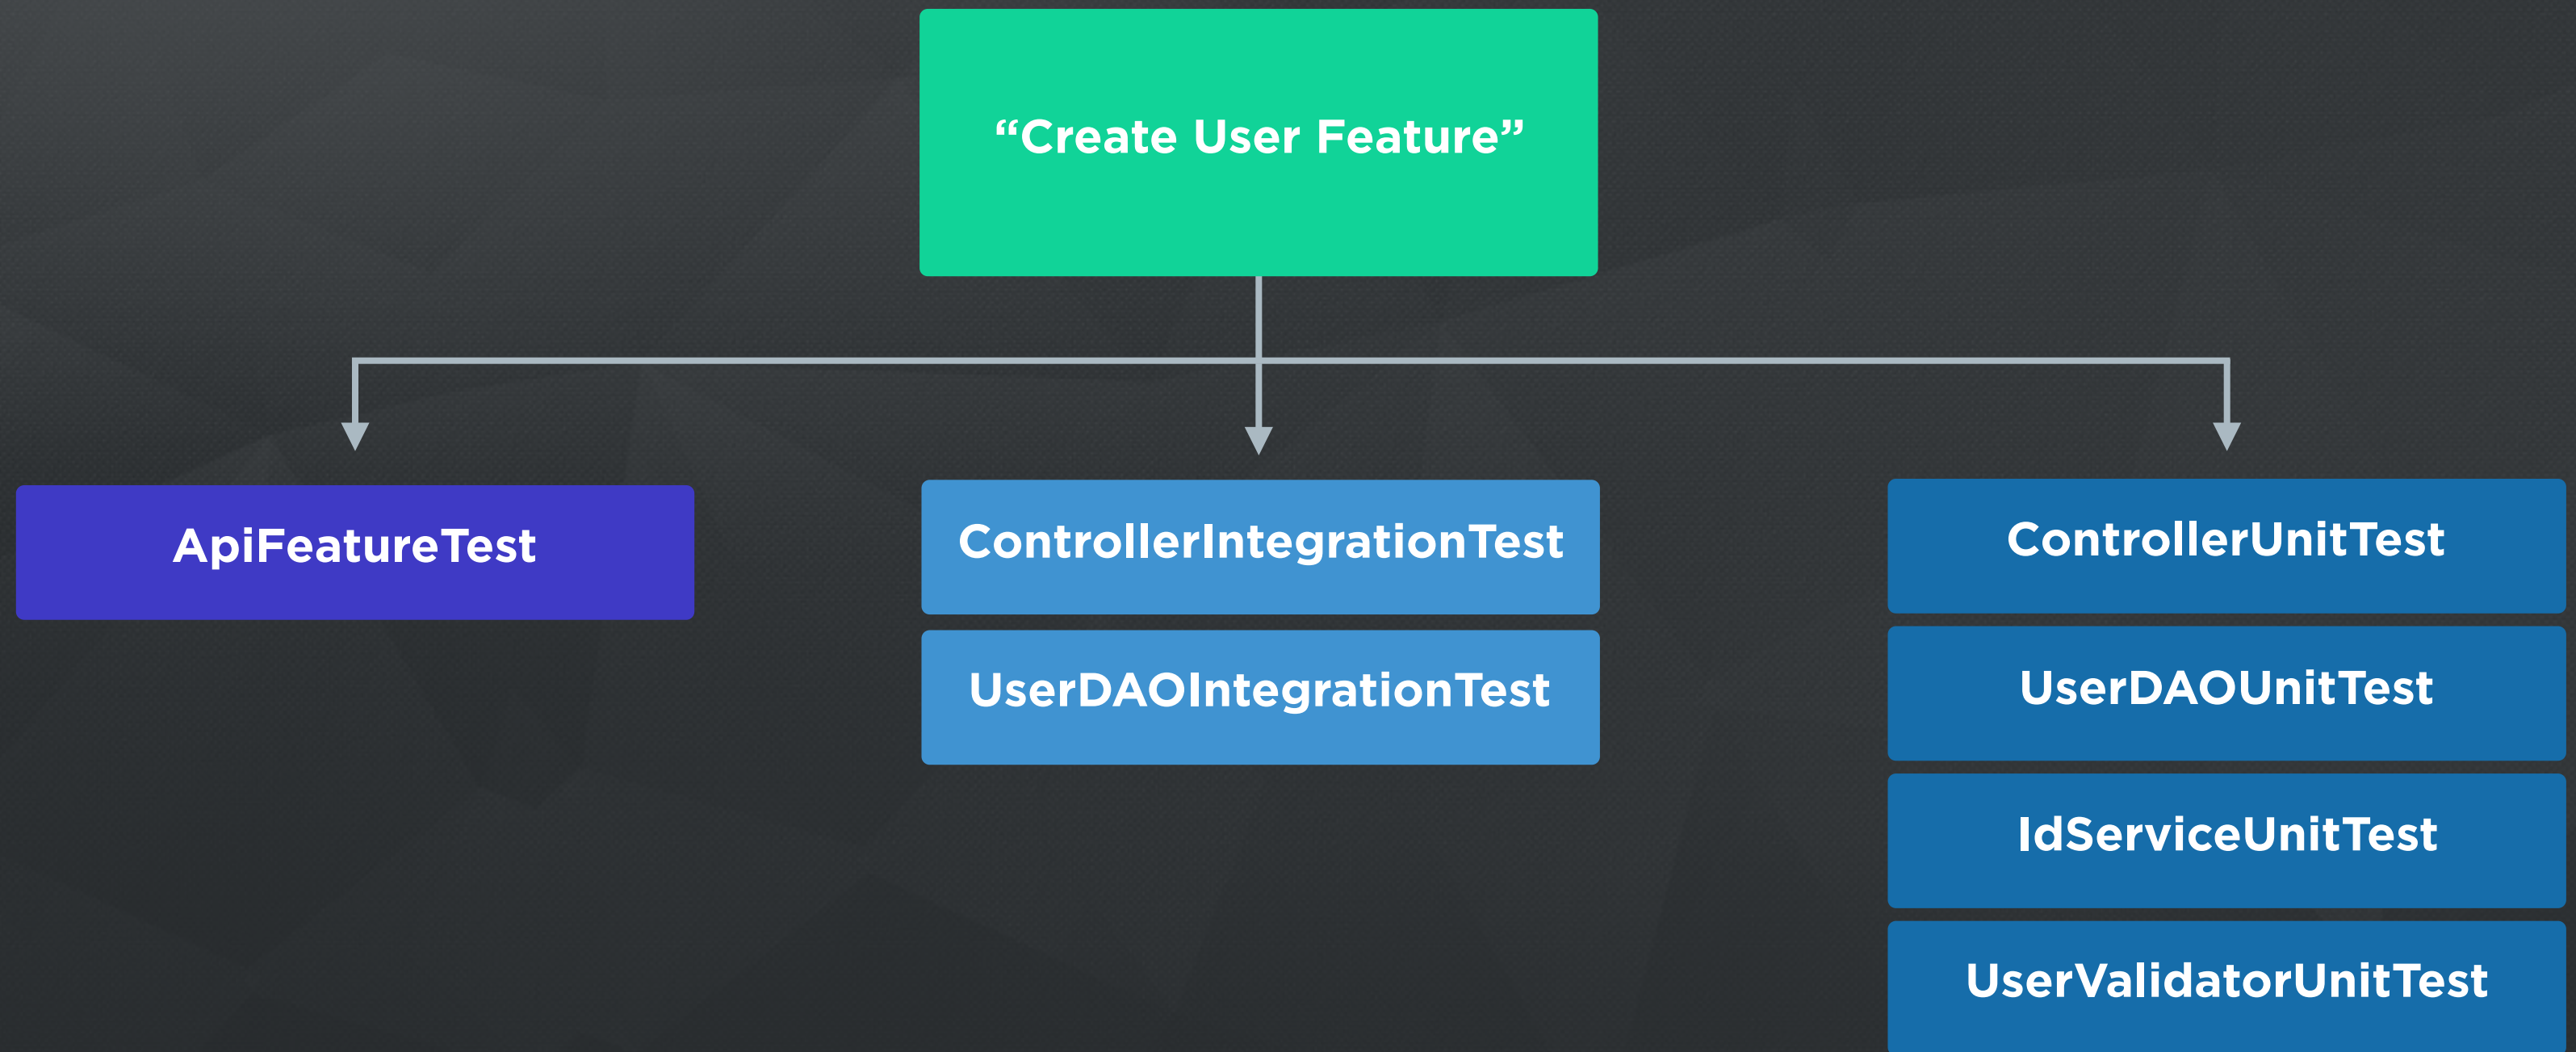 “Create User Feature”
ApiFeatureTest
ControllerIntegrationTest
UserDAOIntegrationTest
ControllerUnitTest
UserDAOUnitTest
IdServiceUnitTest
UserValidatorUnitTest